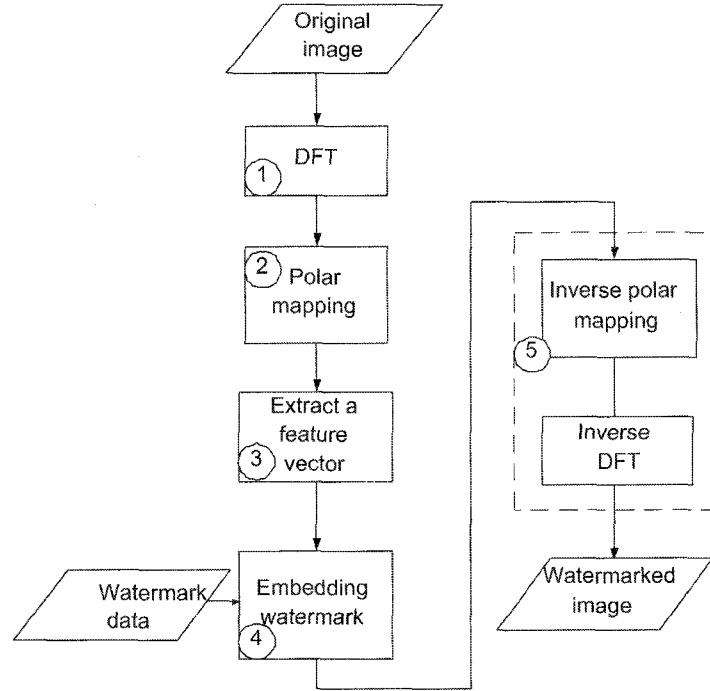 Original
image
DFT
1
2
Polar
mapping
Extract a
feature
vector
3
Watermark
data
Embedding
watermark
4
Inverse polar
mapping
5
Inverse
DFT
Watermarked
image